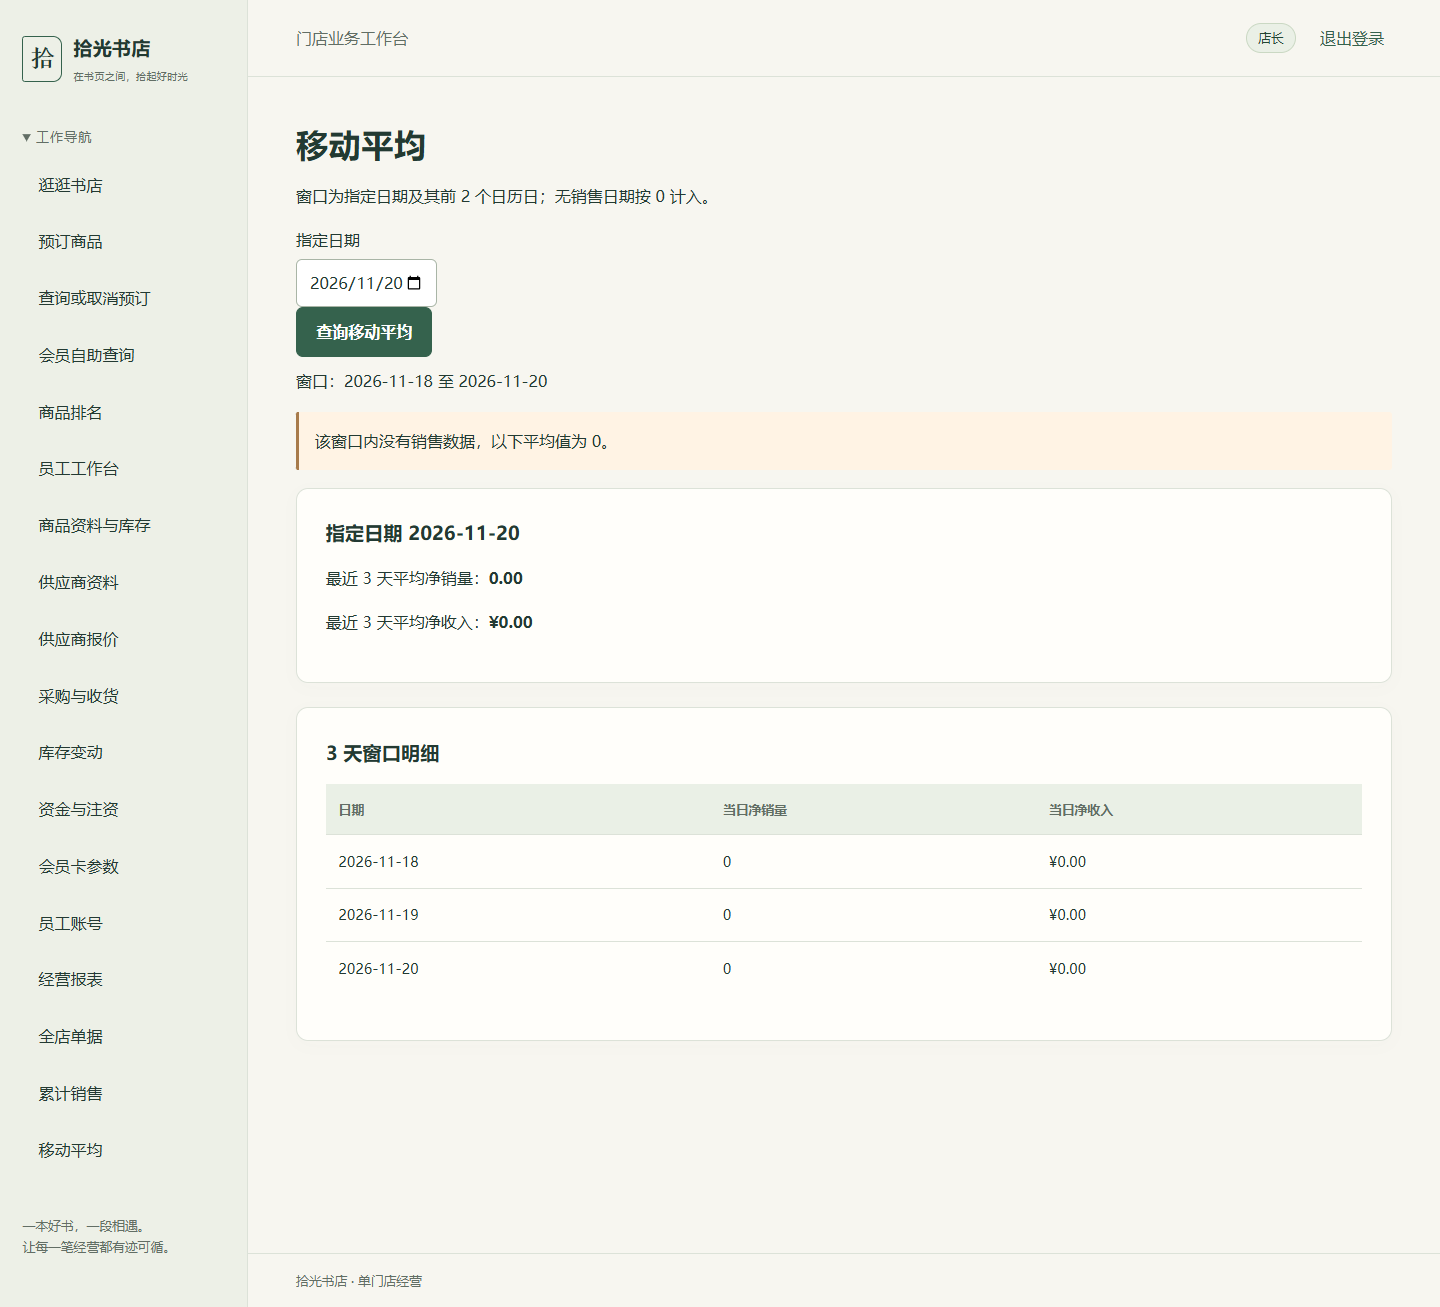 拾
拾光书店
在书页之间，拾起好时光
▼ 工作导航
逛逛书店
预订商品
查询或取消预订
会员自助查询
商品排名
员工工作台
商品资料与库存
供应商资料
供应商报价
采购与收货
库存变动
资金与注资
会员卡参数
员工账号
经营报表
全店单据
累计销售
移动平均
一本好书，一段相遇。
让每一笔经营都有迹可循。
门店业务工作台
店长
退出登录
移动平均
窗口为指定日期及其前 2 个日历日；无销售日期按 0 计入。
指定日期
2026/11/20
查询移动平均
窗口：2026-11-18 至 2026-11-20
该窗口内没有销售数据，以下平均值为 0。
指定日期 2026-11-20
最近 3 天平均净销量：0.00
最近 3 天平均净收入：¥0.00
3 天窗口明细
日期 当日净销量 当日净收入
2026-11-18 0 ¥0.00
2026-11-19 0 ¥0.00
2026-11-20 0 ¥0.00
拾光书店 · 单门店经营